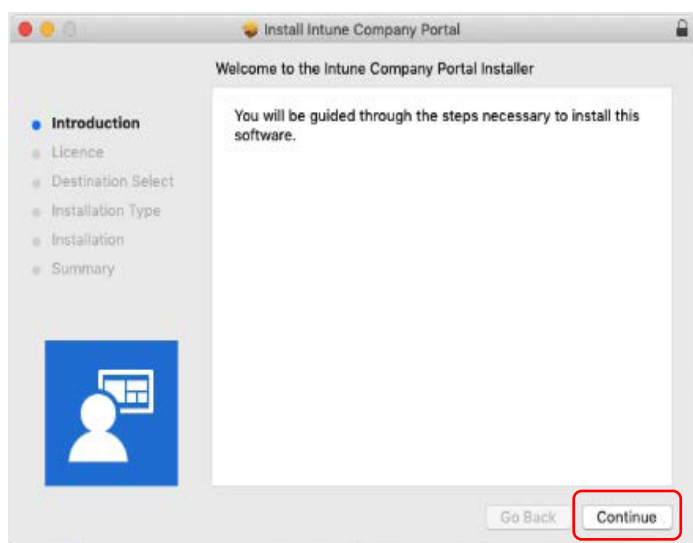 Install Intune Company Portal
Welcome to the Intune Company Portal Installer
Introduction
Licence
Destination Select
Installation Type
Installation
Summary
You will be guided through the steps necessary to install this
software.
Go Back
Continue